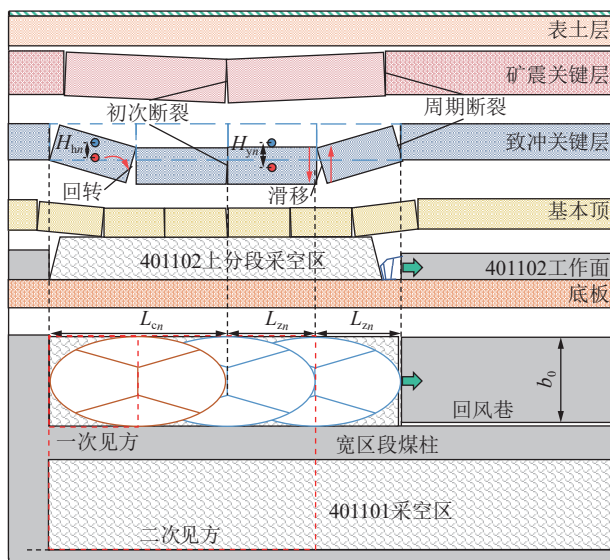 表土层
矿震关键层
初次断裂
周期断裂
致冲关键层
Hhn
Hyn
回转
滑移
基本顶
401102上分段采空区
401102工作面
底板
Lcn
Lzn
Lzn
b0
回风巷
一次见方
宽区段煤柱
401101采空区
二次见方